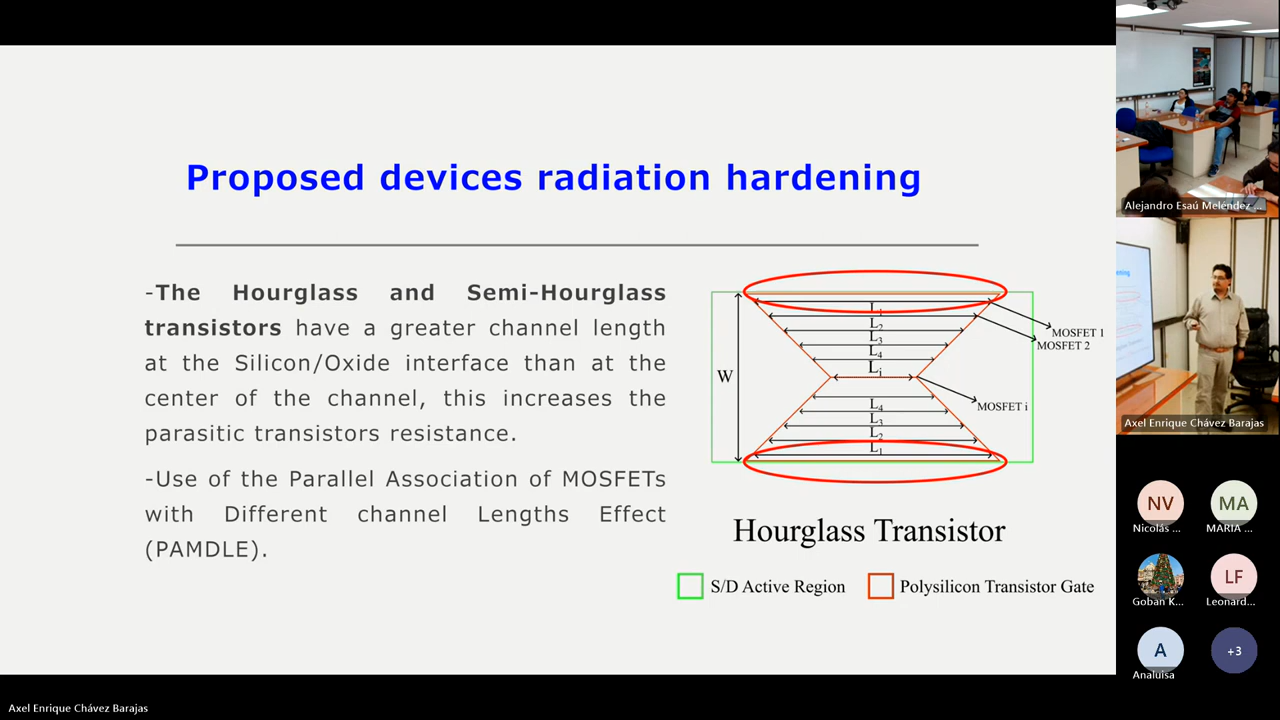 Proposed devices radiation hardening
-The Hourglass and Semi-Hourglass
transistors have a greater channel length
at the Silicon/Oxide interface than at the
center of the channel, this increases the
parasitic transistors resistance.
-Use of the Parallel Association of MOSFETs
with Different channel Lengths Effect
(PAMDLE).
W
L1
L2
L3
L4
Li
L4
L3
L2
L1
MOSFET 1
MOSFET 2
MOSFET i
Hourglass Transistor
S/D Active Region
Polysilicon Transistor Gate
Alejandro Esaú Meléndez ...
Axel Enrique Chávez Barajas
NV
Nicolás ...
MA
MARIA ...
Goban K...
LF
Leonard...
A
Analuisa
+3
Axel Enrique Chávez Barajas